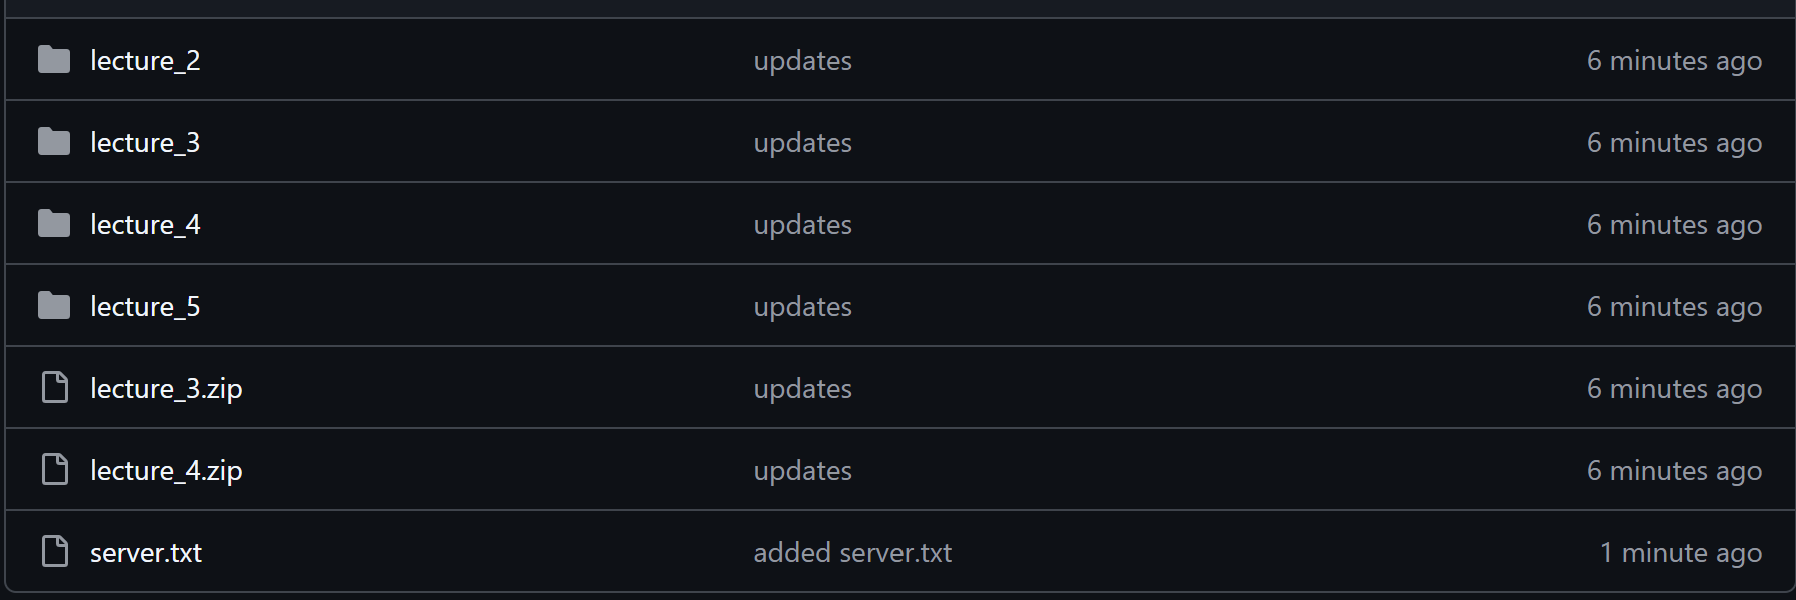 lecture_2 updates 6 minutes ago
lecture_3 updates 6 minutes ago
lecture_4 updates 6 minutes ago
lecture_5 updates 6 minutes ago
lecture_3.zip updates 6 minutes ago
lecture_4.zip updates 6 minutes ago
server.txt added server.txt 1 minute ago